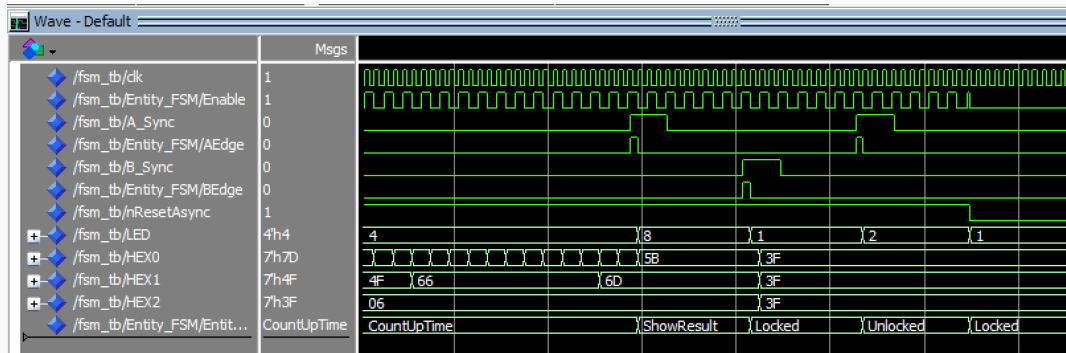 Wave - Default
Msgs
/fsm_tb/clk 1
/fsm_tb/Entity_FSM/Enable 1
/fsm_tb/A_Sync 0
/fsm_tb/Entity_FSM/AEdge 0
/fsm_tb/B_Sync 0
/fsm_tb/Entity_FSM/BEdge 0
/fsm_tb/nResetAsync 1
/fsm_tb/LED 4'h4 4 8 1 2 1
/fsm_tb/HEX0 7'h7D 5B 3F
/fsm_tb/HEX1 7'h4F 4F 66 6D 3F
/fsm_tb/HEX2 7'h3F 06 3F
/fsm_tb/Entity_FSM/Entit... CountUpTime CountUpTime ShowResult Locked Unlocked Locked